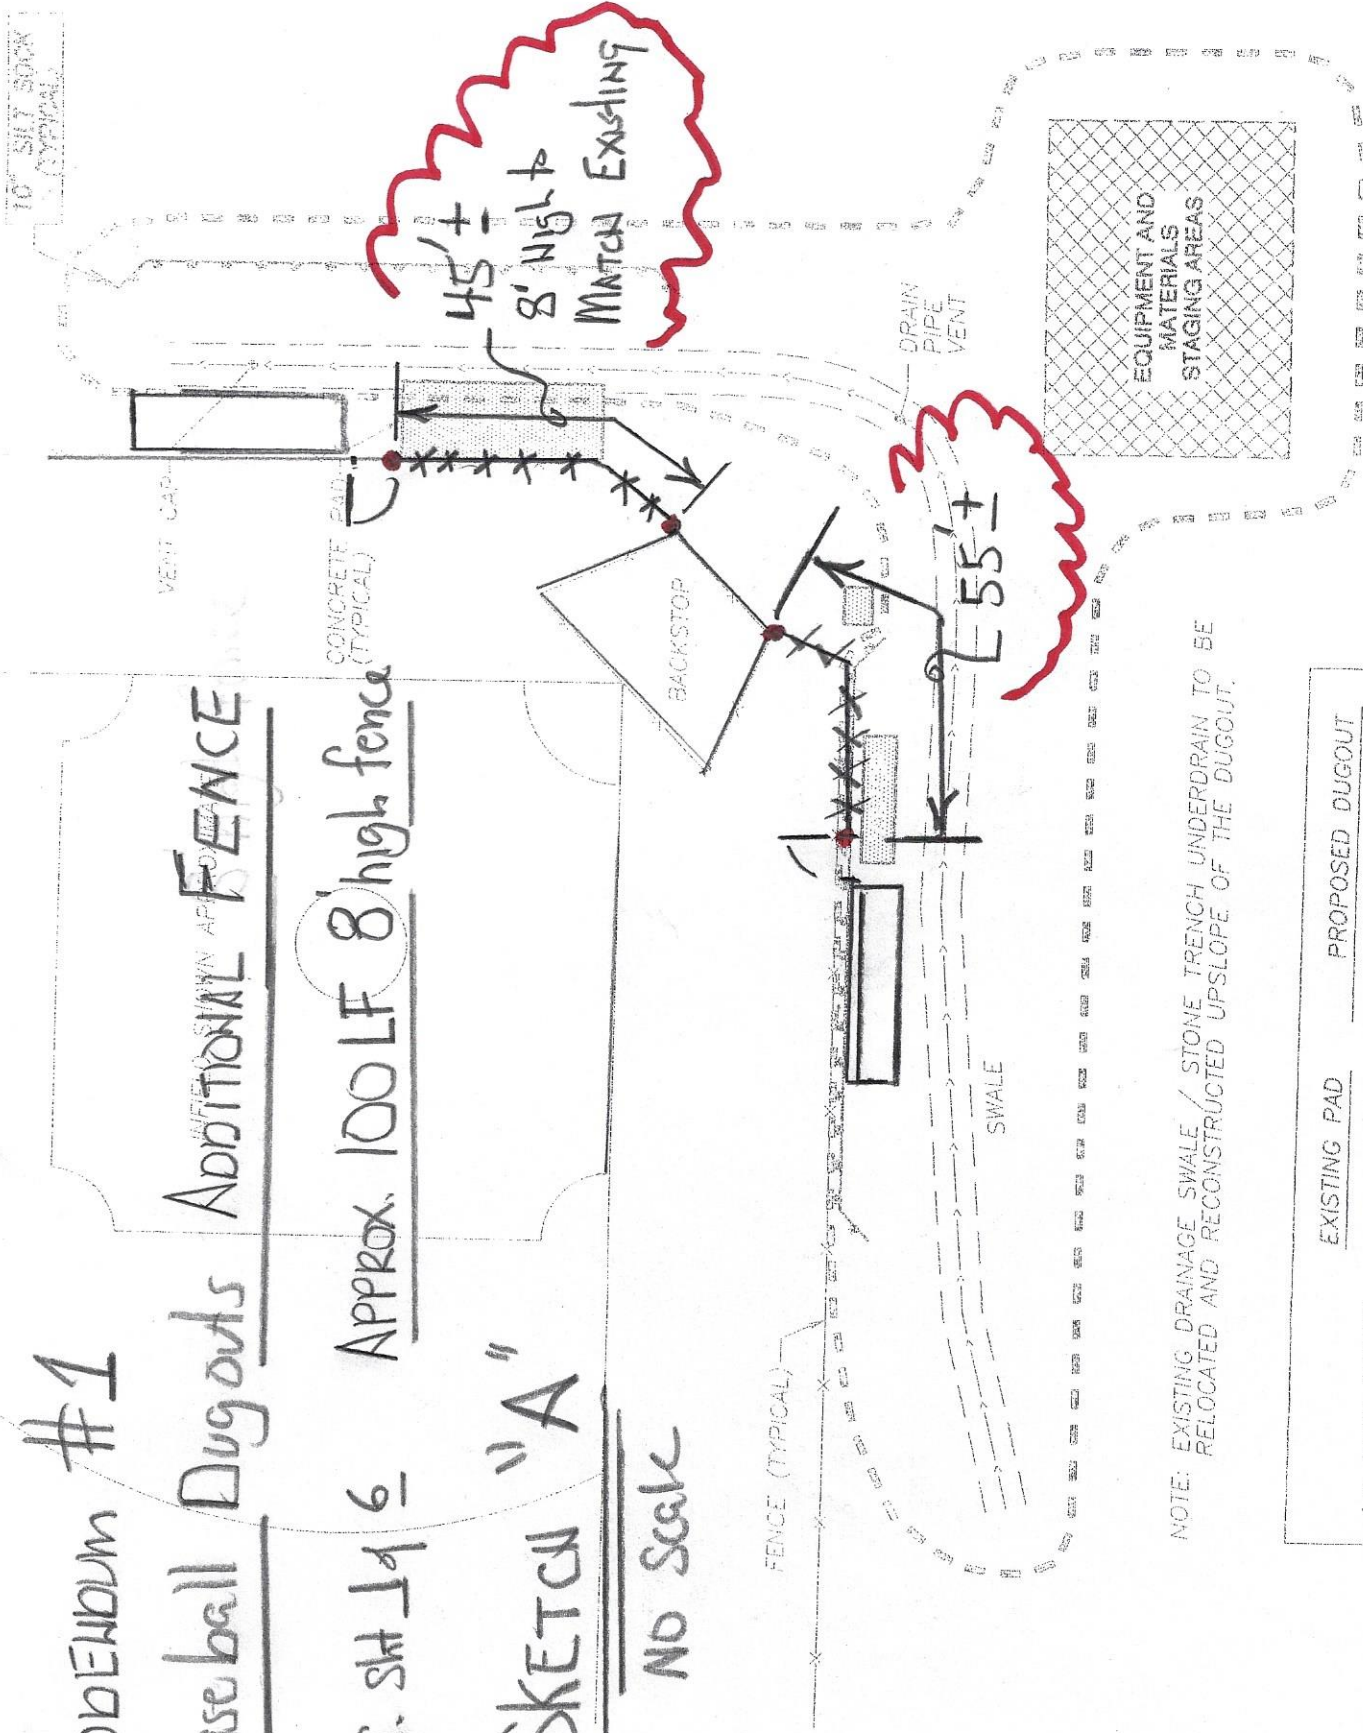 #1
Dugouts ADDITIONAL FENCE
SHT 1 of 6 APPROX. 100 LF 8' high fence
SKETCH "A"
NO Scale
10" SILT SOCK
(TYPICAL)
45' ±
8' High to
MATCH EXISTING
VENT CAP
CONCRETE PAD
(TYPICAL)
BACKSTOP
DRAIN
PIPE
VENT
EQUIPMENT AND
MATERIALS
STAGING AREAS
55' ±
SWALE
FENCE (TYPICAL)
NOTE: EXISTING DRAINAGE SWALE / STONE TRENCH UNDERDRAIN TO BE
RELOCATED AND RECONSTRUCTED UPSLOPE OF THE DUGOUT.
EXISTING PAD
PROPOSED DUGOUT